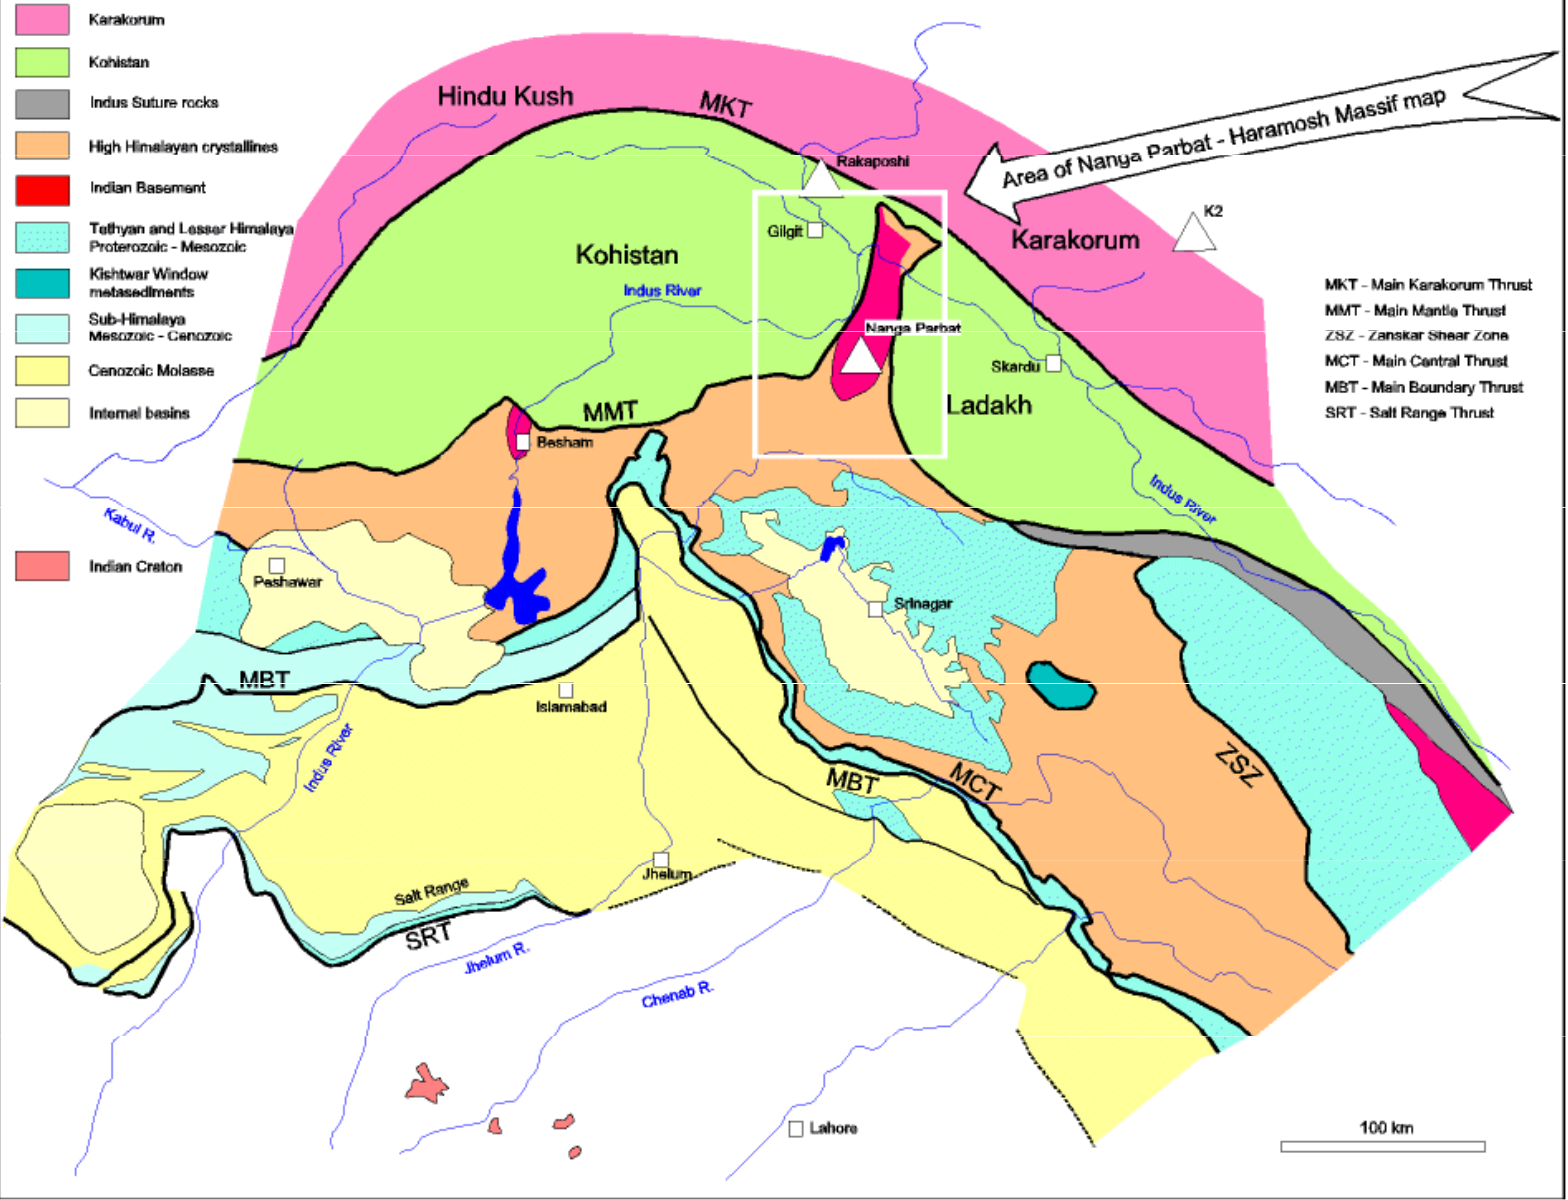 Karakorum
Kohistan
Indus Suture rocks
High Himalayan crystallines
Indian Basement
Tethyan and Lesser Himalaya
Proterozoic - Mesozoic
Kishtwar Window
metasediments
Sub-Himalaya
Mesozoic - Cenozoic
Cenozoic Molasse
Internal basins
Indian Craton
Hindu Kush
MKT
Area of Nanga Parbat - Haramosh Massif map
Rakaposhi
K2
Gilgit
Karakorum
Kohistan
Indus River
Nanga Parbat
Skardu
Ladakh
MKT - Main Karakorum Thrust
MMT - Main Mantle Thrust
ZSZ - Zanskar Shear Zone
MCT - Main Central Thrust
MBT - Main Boundary Thrust
SRT - Salt Range Thrust
MMT
Besham
Indus River
Kabul R.
Peshawar
Srinagar
MBT
Islamabad
Indus River
ZSZ
MBT
MCT
Jhelum
Salt Range
SRT
Jhelum R.
Chenab R.
Lahore
100 km